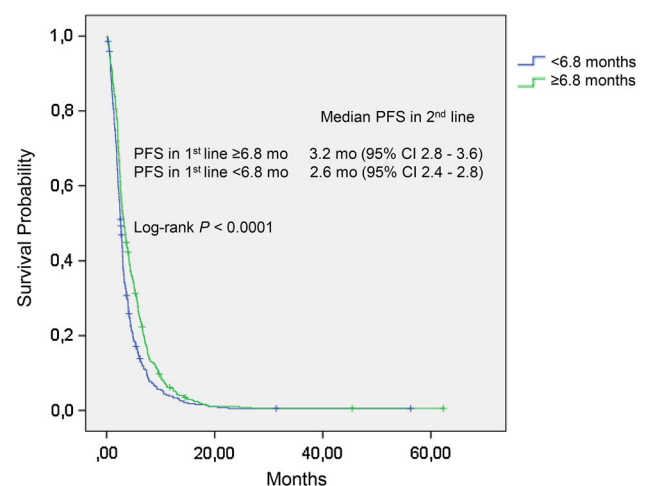 1,0
0,8
0,6
0,4
0,2
0,0
Survival Probability
,00
20,00
40,00
60,00
Months
Median PFS in 2nd line
PFS in 1st line ≥6.8 mo 3.2 mo (95% CI 2.8 - 3.6)
PFS in 1st line <6.8 mo 2.6 mo (95% CI 2.4 - 2.8)
Log-rank P < 0.0001
<6.8 months
≥6.8 months